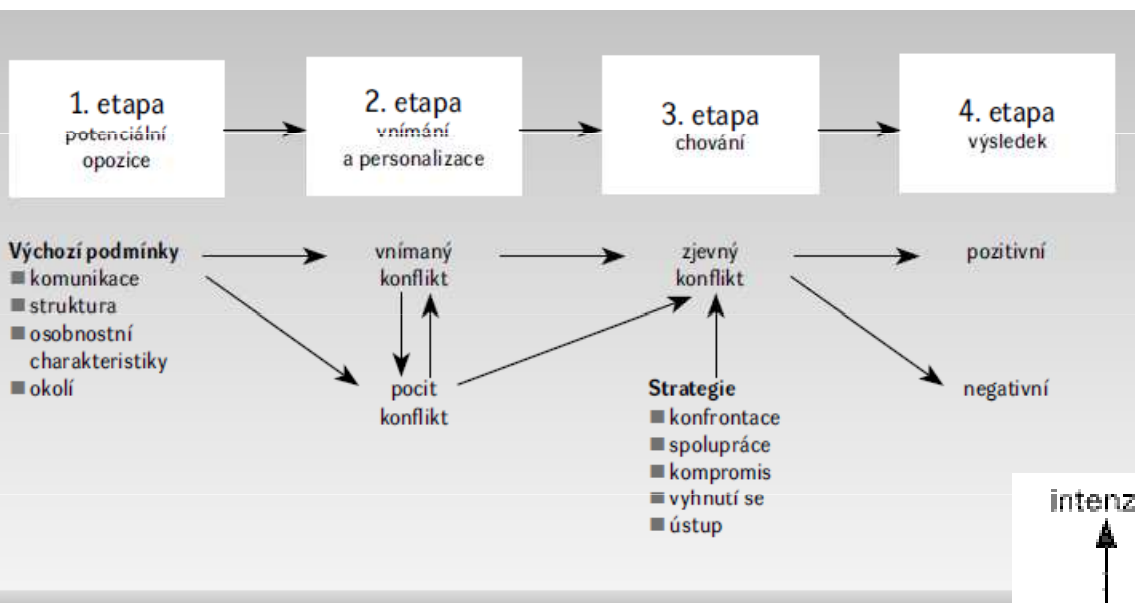 1. etapa
potenciální
opozice
2. etapa
vnímání
a personalizace
3. etapa
chování
4. etapa
výsledek
Výchozí podmínky
komunikace
struktura
osobnostní
charakteristiky
okolí
vnímaný
konflikt
pocit
konflikt
zjevný
konflikt
Strategie
konfrontace
spolupráce
kompromis
vyhnutí se
ústup
pozitivní
negativní
intenz